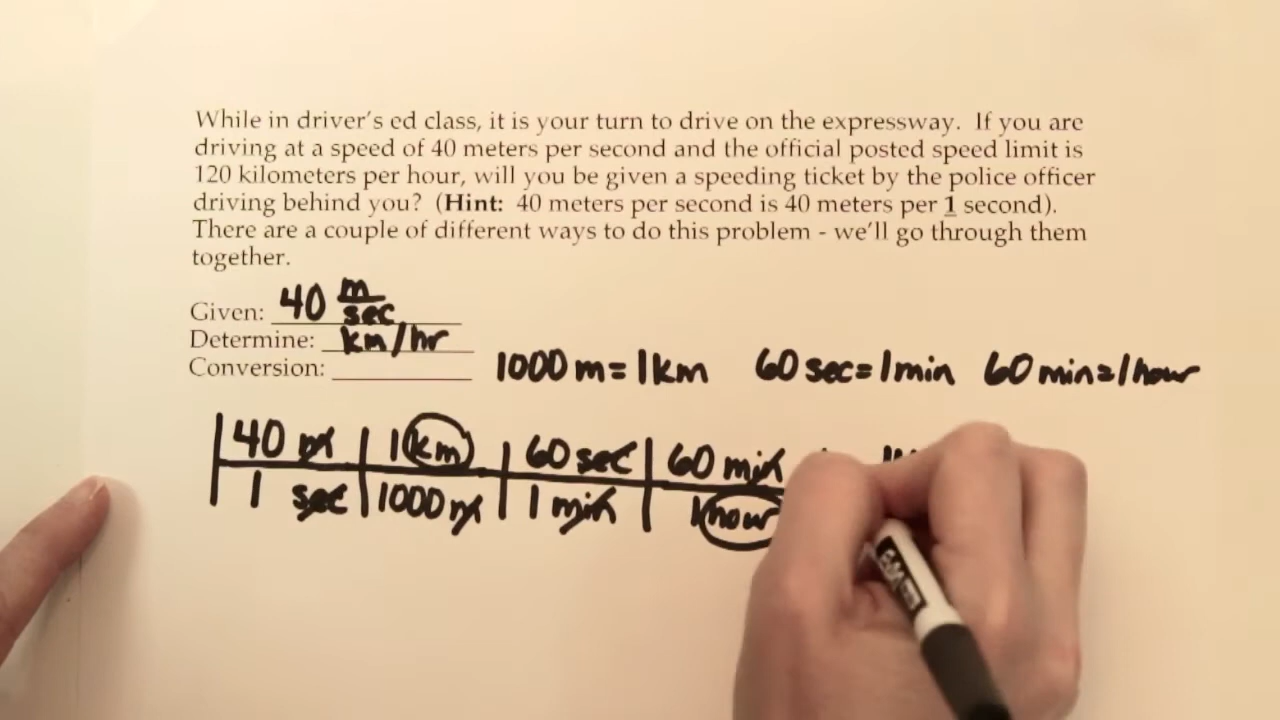 While in driver's ed class, it is your turn to drive on the expressway. If you are
driving at a speed of 40 meters per second and the official posted speed limit is
120 kilometers per hour, will you be given a speeding ticket by the police officer
driving behind you? (Hint: 40 meters per second is 40 meters per 1 second).
There are a couple of different ways to do this problem - we'll go through them
together.
Given: 40 m/sec
Determine: km/hr
Conversion: 1000 m = 1 km 60 sec = 1 min 60 min = 1 hour
40 m 1 km 60 sec 60 min
1 sec 1000 m 1 min 1 hour